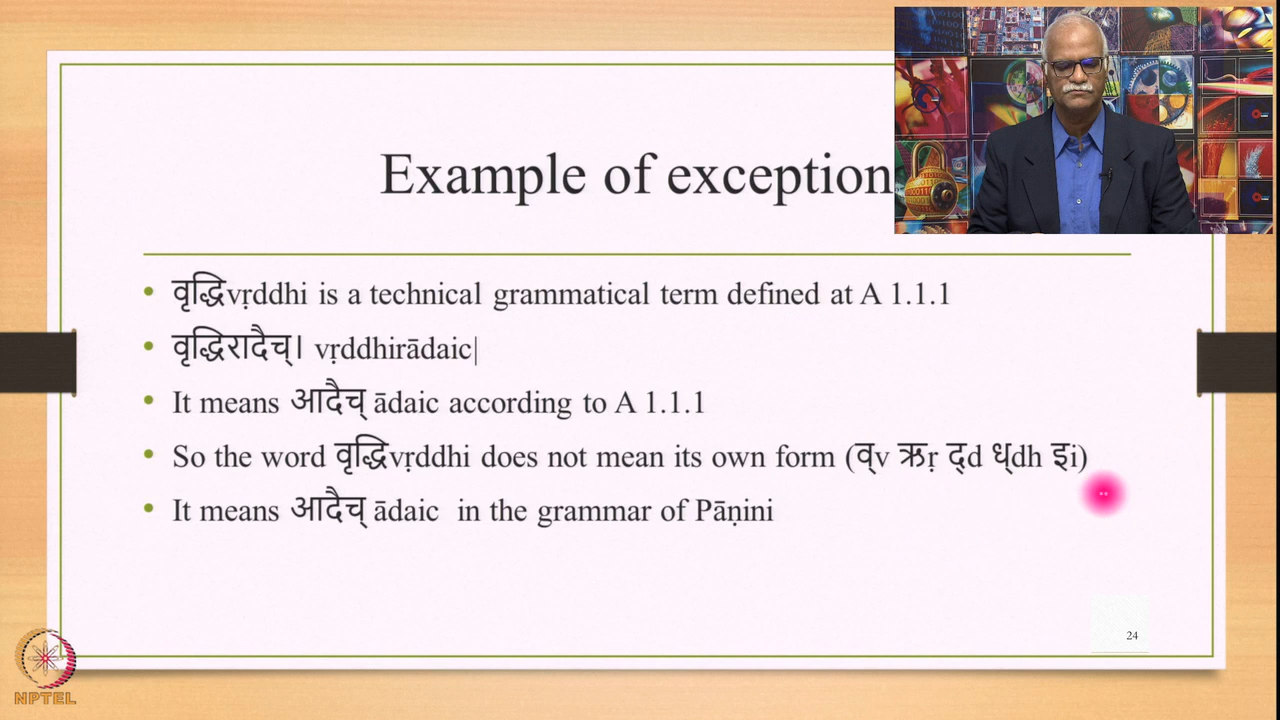 Example of exception
• वृद्धिvṛddhi is a technical grammatical term defined at A 1.1.1
• वृद्धिरादैच्। vṛddhirādaic|
• It means आदैच् ādaic according to A 1.1.1
• So the word वृद्धिvṛddhi does not mean its own form (व्v ऋṛ द्d ध्dh इi)
• It means आदैच् ādaic in the grammar of Pāṇini
24
NPTEL